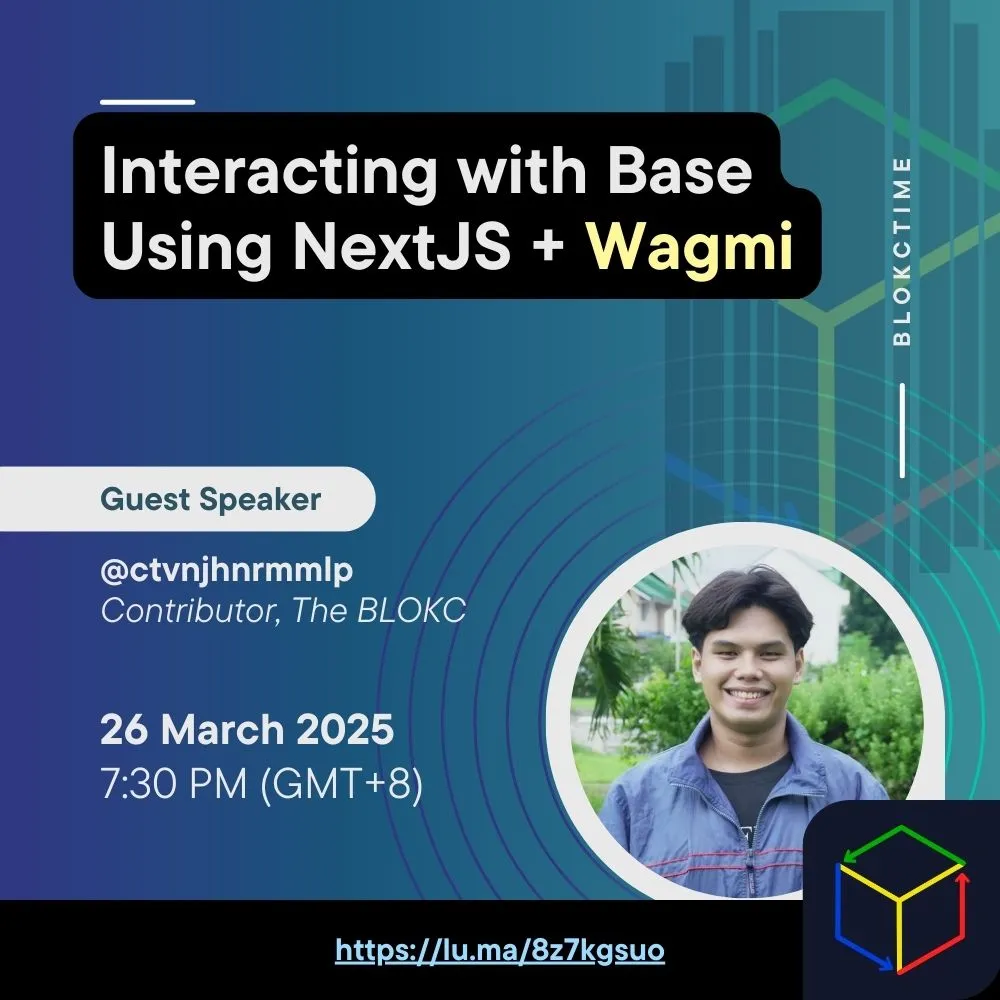 Interacting with Base
Using NextJS + Wagmi
BLOKCTIME
Guest Speaker
@ctvnjhnrmmlp
Contributor, The BLOKC
26 March 2025
7:30 PM (GMT+8)
https://lu.ma/8z7kgsuo